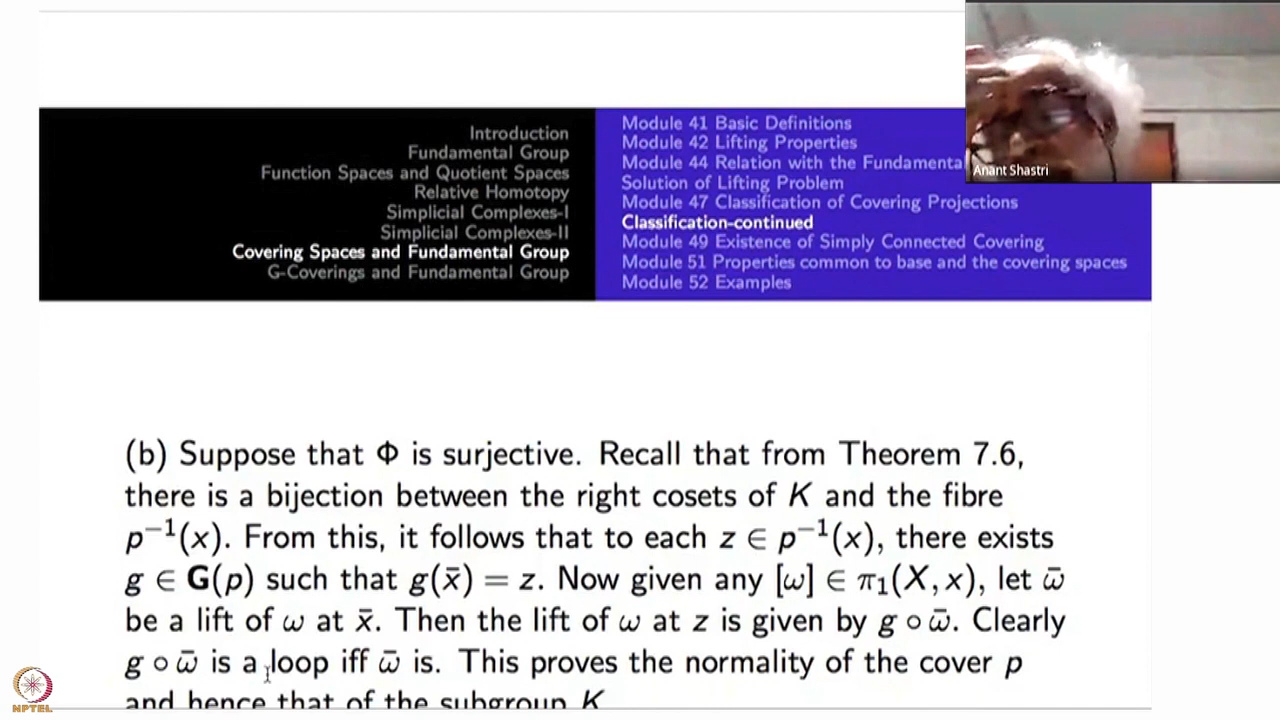 Introduction
Fundamental Group
Function Spaces and Quotient Spaces
Relative Homotopy
Simplicial Complexes-I
Simplicial Complexes-II
Covering Spaces and Fundamental Group
G-Coverings and Fundamental Group
Module 41 Basic Definitions
Module 42 Lifting Properties
Module 44 Relation with the Fundamenta
Solution of Lifting Problem
Module 47 Classification of Covering Projections
Classification-continued
Module 49 Existence of Simply Connected Covering
Module 51 Properties common to base and the covering spaces
Module 52 Examples
Anant Shastri
(b) Suppose that Φ is surjective. Recall that from Theorem 7.6,
there is a bijection between the right cosets of K and the fibre
p⁻¹(x). From this, it follows that to each z ∈ p⁻¹(x), there exists
g ∈ G(p) such that g(x̄) = z. Now given any [ω] ∈ π₁(X, x), let ω̄
be a lift of ω at x̄. Then the lift of ω at z is given by g ∘ ω̄. Clearly
g ∘ ω̄ is a loop iff ω̄ is. This proves the normality of the cover p
and hence that of the subgroup K
NPTEL